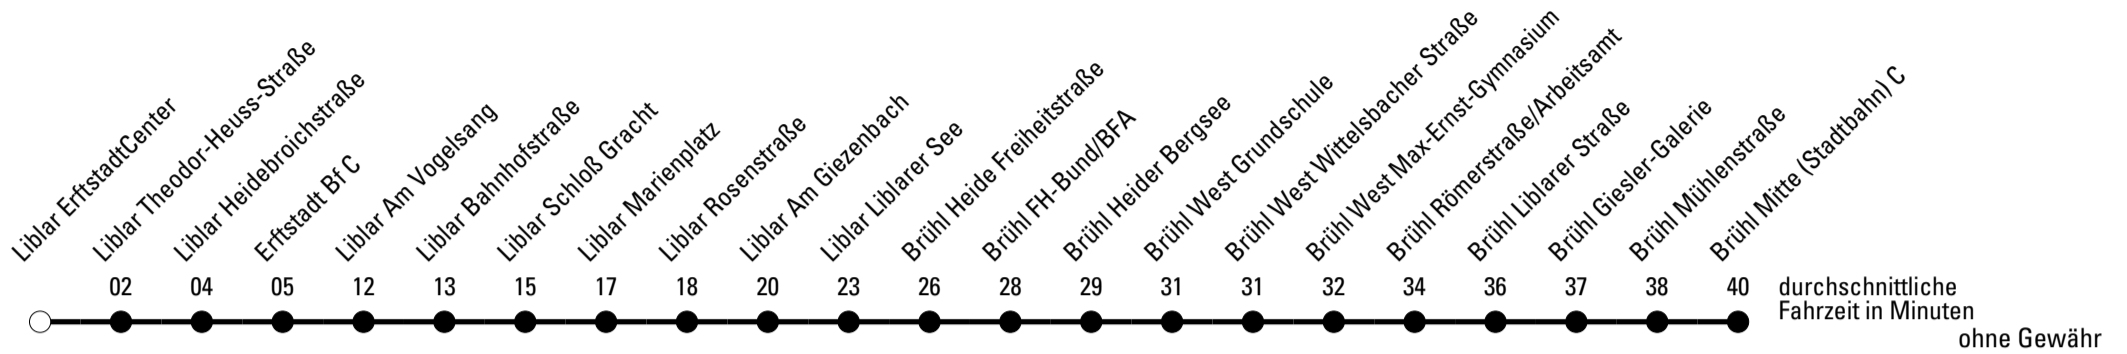 Liblar ErftstadtCenter
Liblar Theodor-Heuss-Straße
Liblar Heidebroichstraße
Erftstadt Bf C
Liblar Am Vogelsang
Liblar Bahnhofstraße
Liblar Schloß Gracht
Liblar Marienplatz
Liblar Rosenstraße
Liblar Am Giezenbach
Liblar Liblarer See
Brühl Heide Freiheitstraße
Brühl FH-Bund/BFA
Brühl Heider Bergsee
Brühl West Grundschule
Brühl West Wittelsbacher Straße
Brühl West Max-Ernst-Gymnasium
Brühl Römerstraße/Arbeitsamt
Brühl Liblarer Straße
Brühl Giesler-Galerie
Brühl Mühlenstraße
Brühl Mitte (Stadtbahn) C
02 04 05 12 13 15 17 18 20 23 26 28 29 31 31 32 34 36 37 38 40 durchschnittliche
Fahrzeit in Minuten
ohne Gewähr